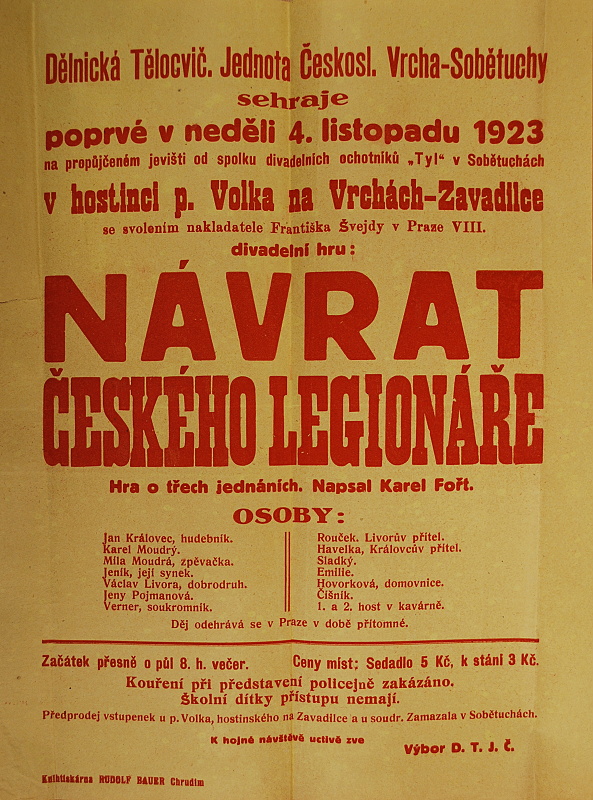 Dělnická Tělocvič. Jednota Českosl. Vrcha-Sobětuchy
sehraje
poprvé v neděli 4. listopadu 1923
na propůjčeném jevišti od spolku divadelních ochotníků „Tyl“ v Sobětuchách
v hostinci p. Volka na Vrchách-Zavadilce
se svolením nakladatele Františka Švejdy v Praze VIII.
divadelní hru:
NÁVRAT
ČESKÉHO LEGIONÁŘE
Hra o třech jednáních. Napsal Karel Fořt.
OSOBY:
Jan Královec, hudebník.
Karel Moudrý.
Míla Moudrá, zpěvačka.
Jeník, její synek.
Václav Livora, dobrodruh.
Jeny Pojmanová.
Verner, soukromník.
Rouček. Livorův přítel.
Havelka, Královcův přítel.
Sladký.
Emilie.
Hovorková, domovnice.
Číšník.
1. a 2. host v kavárně.
Děj odehrává se v Praze v době přítomné.
Začátek přesně o půl 8. h. večer. Ceny míst; Sedadlo 5 Kč, k stání 3 Kč.
Kouření při představení policejně zakázáno.
Školní dítky přístupu nemají.
Předprodej vstupenek u p. Volka, hostinského na Zavadilce a u soudr. Zamazala v Sobětuchách.
K hojné návštěvě uctivě zve
Výbor D. T. J. Č.
Knihtiskárna RUDOLF BAUER Chrudim